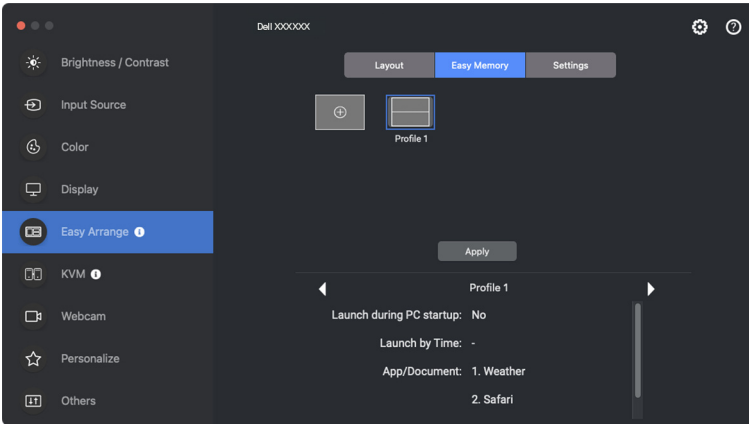 Dell XXXXXX
Brightness / Contrast
Input Source
Color
Display
Easy Arrange
KVM
Webcam
Personalize
Others
Layout
Easy Memory
Settings
Profile 1
Apply
Profile 1
Launch during PC startup: No
Launch by Time: -
App/Document: 1. Weather
2. Safari